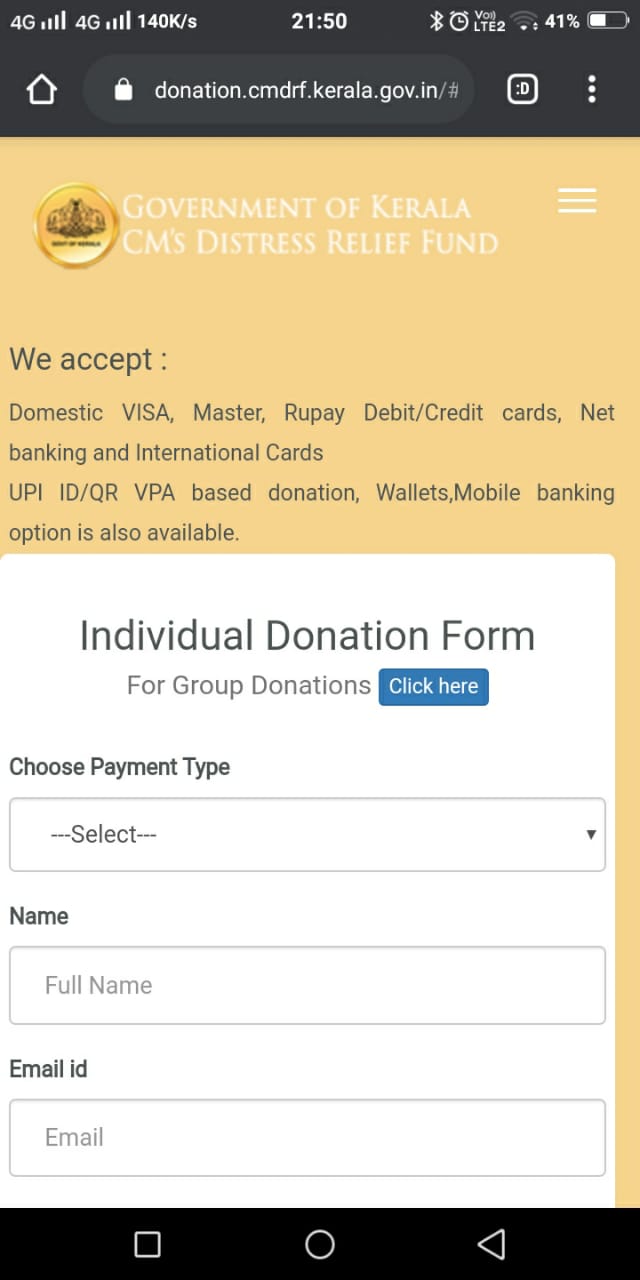 4G 4G 140K/s 21:50 Vo) LTE2 41%
donation.cmdrf.kerala.gov.in/#
:D
GOVERNMENT OF KERALA
CM'S DISTRESS RELIEF FUND
GOVT OF KERALA
We accept :
Domestic VISA, Master, Rupay Debit/Credit cards, Net
banking and International Cards
UPI ID/QR VPA based donation, Wallets,Mobile banking
option is also available.
Individual Donation Form
For Group Donations Click here
Choose Payment Type
---Select---
Name
Full Name
Email id
Email